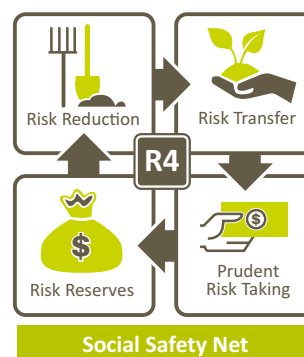 Risk Reduction
Risk Transfer
R4
$
$
Risk Reserves
Prudent
Risk Taking
Social Safety Net